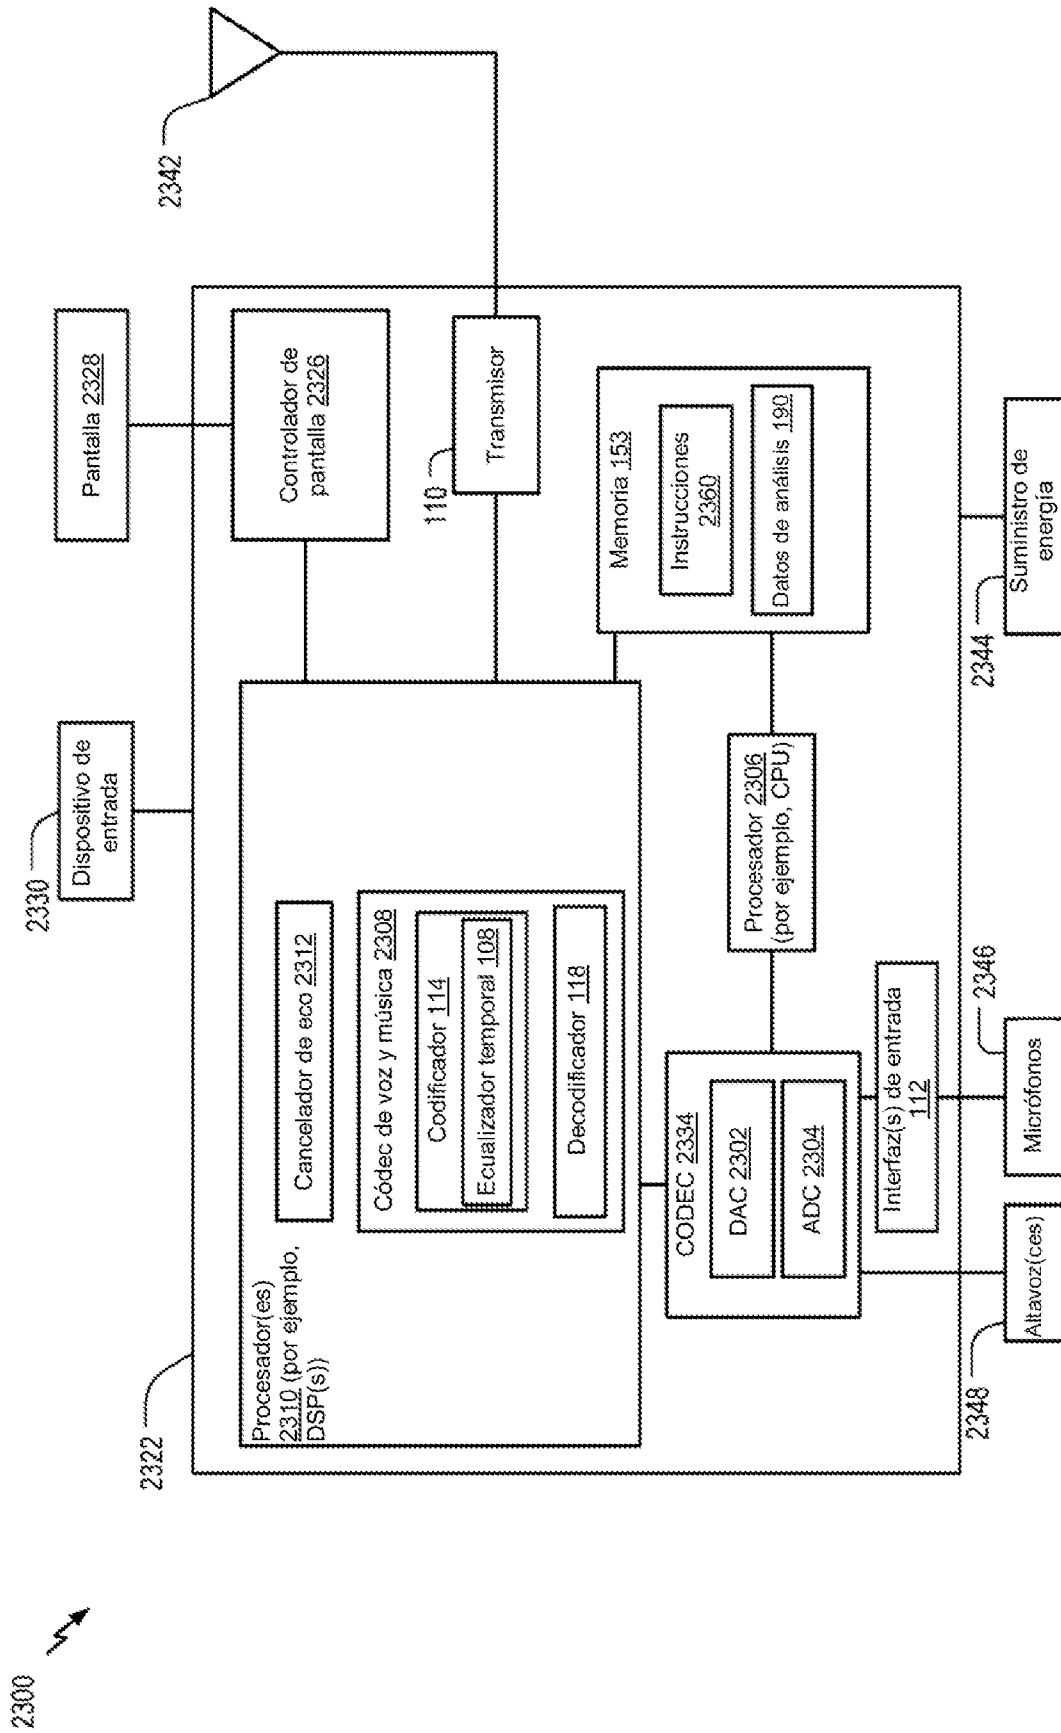 2300
2322
2330
Dispositivo de
entrada
Pantalla 2328
2342
Procesador(es)
2310 (por ejemplo,
DSP(s))
Cancelador de eco 2312
Códec de voz y música 2308
Codificador 114
Ecualizador temporal 108
Decodificador 118
Controlador de
pantalla 2326
110
Transmisor
Memoria 153
Instrucciones
2360
Datos de análisis 190
Procesador 2306
(por ejemplo, CPU)
CODEC 2334
DAC 2302
ADC 2304
Interfaz(s) de entrada
112
2348
Altavoz(ces)
2346
Micrófonos
2344
Suministro de
energía